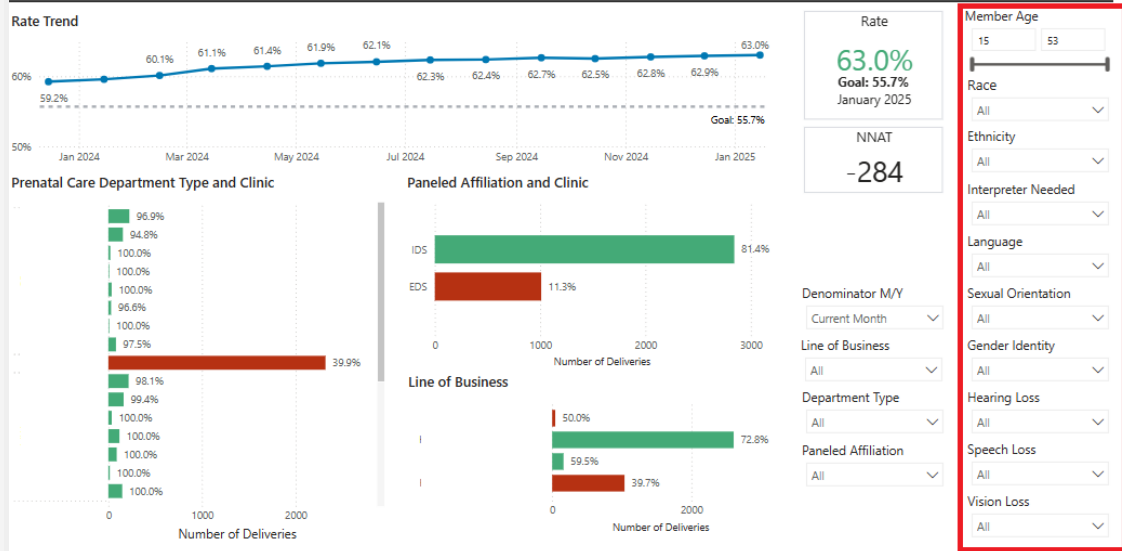 Rate Trend
59.2%
60.1%
61.1%
61.4%
61.9%
62.1%
62.3%
62.4%
62.7%
62.5%
62.8%
62.9%
63.0%
60%
50%
Goal: 55.7%
Jan 2024
Mar 2024
May 2024
Jul 2024
Sep 2024
Nov 2024
Jan 2025
Rate
63.0%
Goal: 55.7%
January 2025
NNAT
-284
Prenatal Care Department Type and Clinic
96.9%
94.8%
100.0%
100.0%
100.0%
96.6%
100.0%
97.5%
39.9%
98.1%
99.4%
100.0%
100.0%
100.0%
100.0%
100.0%
0
1000
2000
Number of Deliveries
Paneled Affiliation and Clinic
IDS
81.4%
EDS
11.3%
0
1000
2000
3000
Number of Deliveries
Line of Business
50.0%
72.8%
59.5%
39.7%
0
2000
Number of Deliveries
Denominator M/Y
Current Month
Line of Business
All
Department Type
All
Paneled Affiliation
All
Member Age
15
53
Race
All
Ethnicity
All
Interpreter Needed
All
Language
All
Sexual Orientation
All
Gender Identity
All
Hearing Loss
All
Speech Loss
All
Vision Loss
All